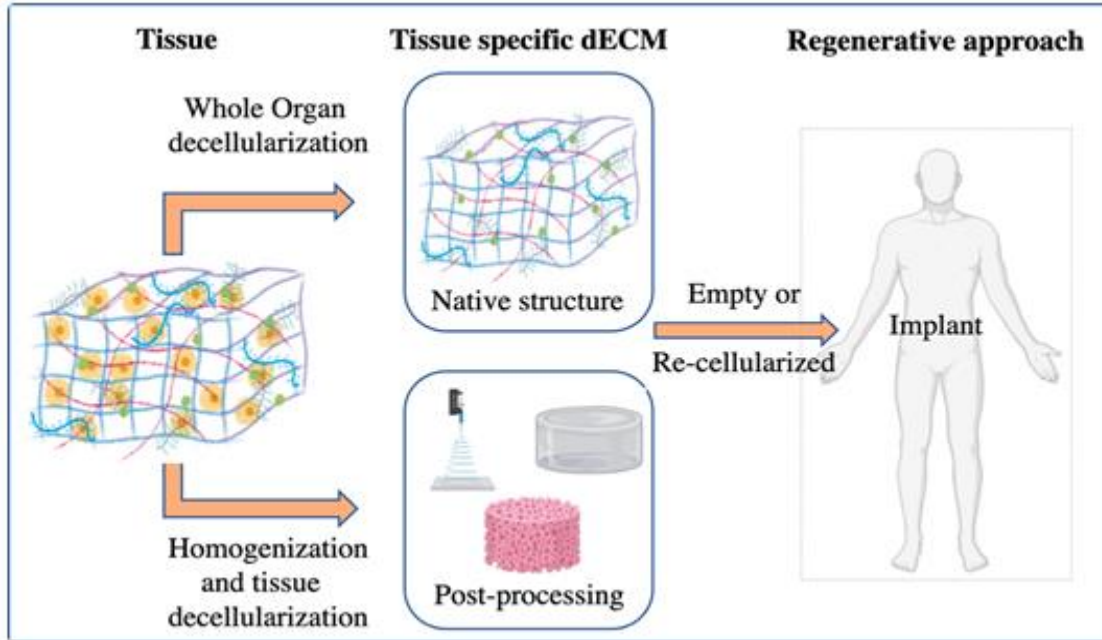 Tissue
Tissue specific dECM
Regenerative approach
Whole Organ
decellularization
Native structure
Empty or
Re-cellularized
Implant
Homogenization
and tissue
decellularization
Post-processing